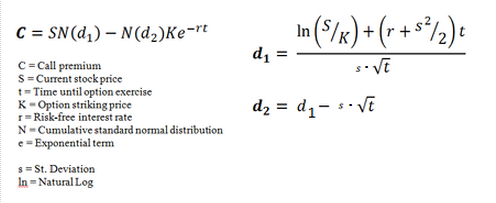 C = SN(d₁) – N(d₂)Ke⁻ʳᵗ
C = Call premium
S = Current stock price
t = Time until option exercise
K = Option striking price
r = Risk-free interest rate
N = Cumulative standard normal distribution
e = Exponential term
s = St. Deviation
ln = Natural Log
d₁ = (ln(S/K) + (r + s²/2) t) / (s · √t)
d₂ = d₁ – s · √t